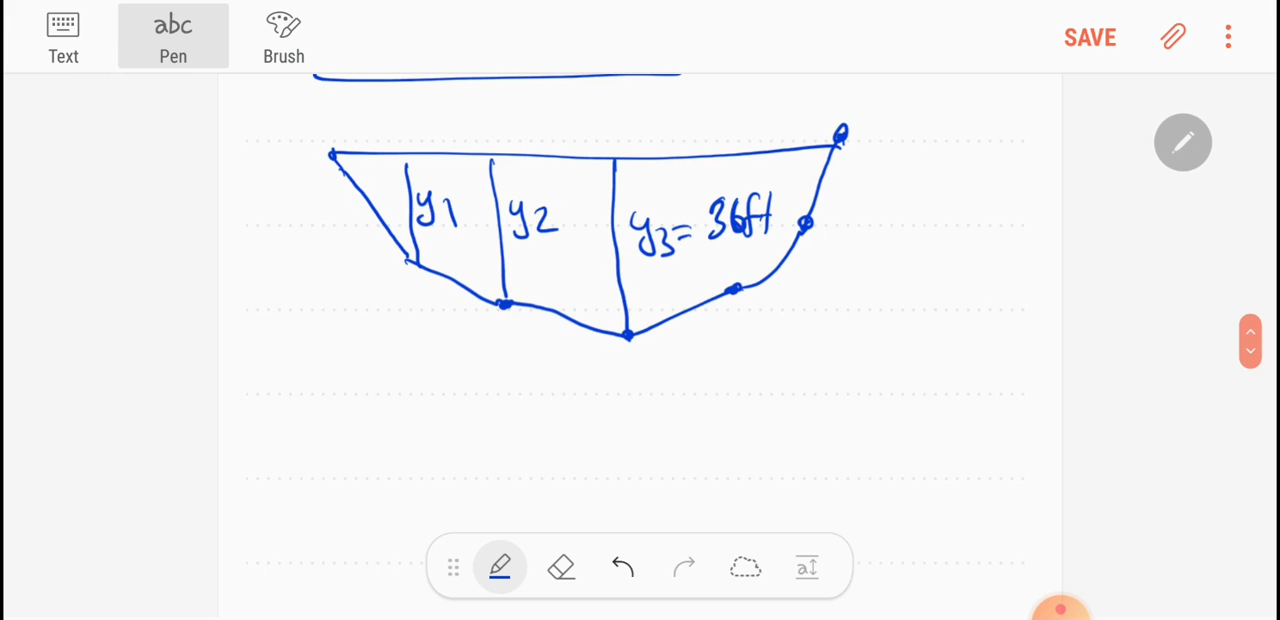 Text
abc
Pen
Brush
SAVE
y1 y2 y3= 36ft
a